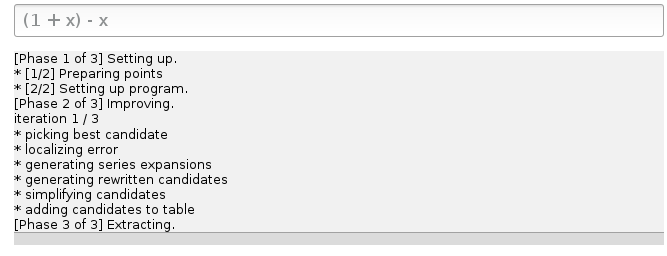 (1 + x) - x
[Phase 1 of 3] Setting up.
* [1/2] Preparing points
* [2/2] Setting up program.
[Phase 2 of 3] Improving.
iteration 1 / 3
* picking best candidate
* localizing error
* generating series expansions
* generating rewritten candidates
* simplifying candidates
* adding candidates to table
[Phase 3 of 3] Extracting.